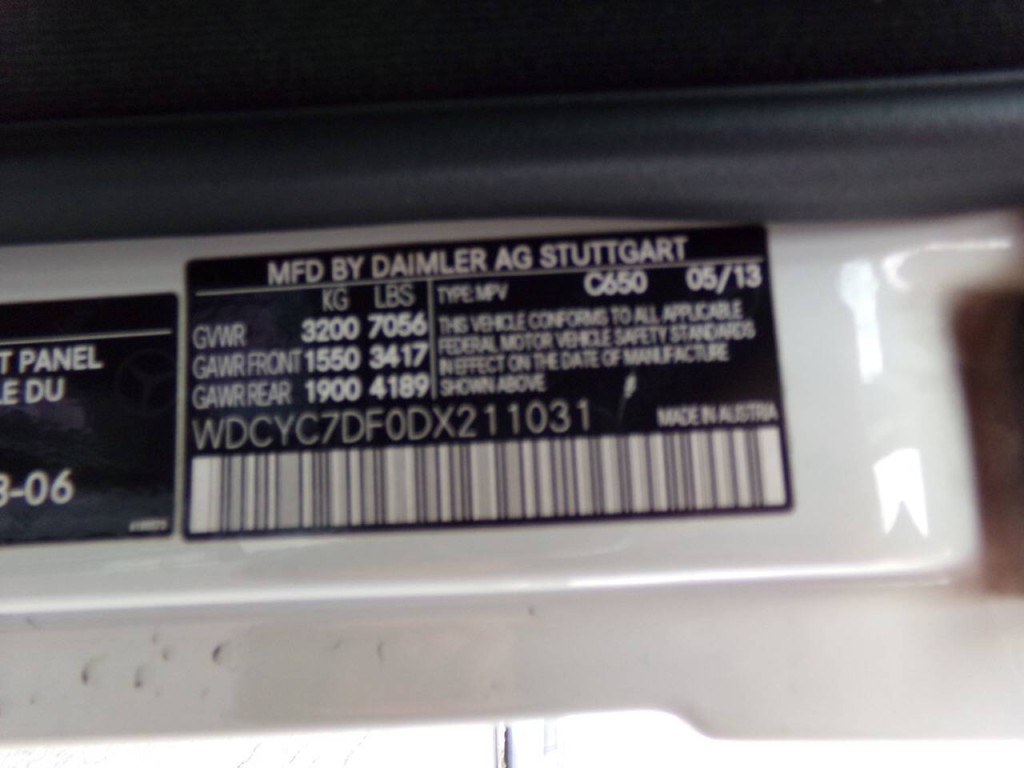 MFD BY DAIMLER AG STUTTGART
KG LBS
GVWR 3200 7056
GAWR FRONT 1550 3417
GAWR REAR 1900 4189
TYPE: MPV C650 05/13
THIS VEHICLE CONFORMS TO ALL APPLICABLE
FEDERAL MOTOR VEHICLE SAFETY STANDARDS
IN EFFECT ON THE DATE OF MANUFACTURE
SHOWN ABOVE
WDCYC7DF0DX211031
MADE IN AUSTRIA
T PANEL
LE DU
3-06